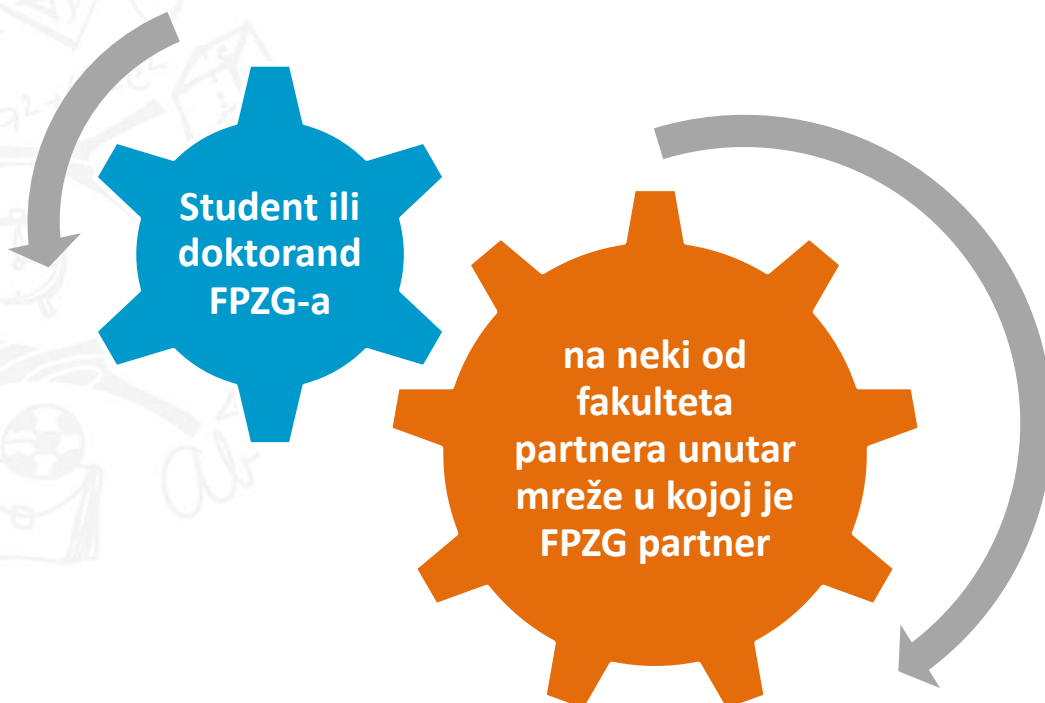 Student ili
doktorand
FPZG-a
na neki od
fakulteta
partnera unutar
mreže u kojoj je
FPZG partner